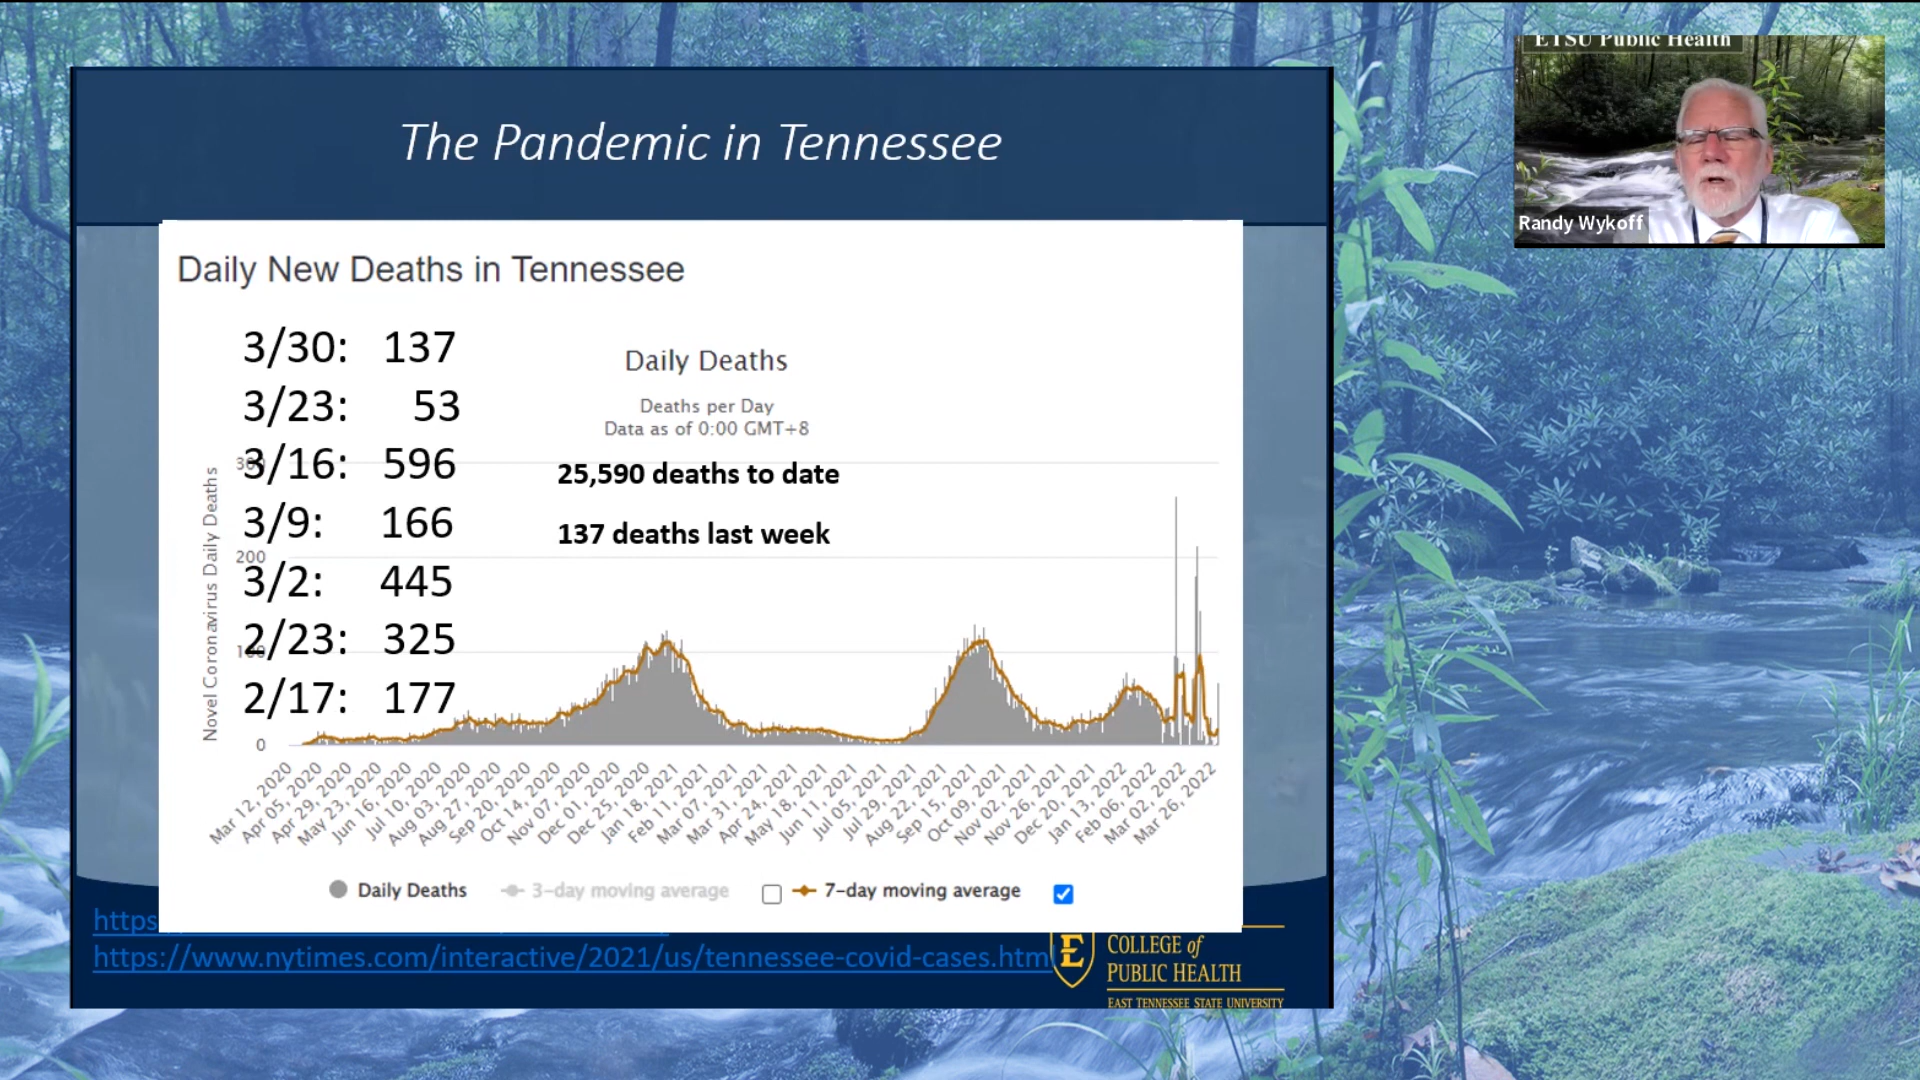 ETSU Public Health
Randy Wykoff
The Pandemic in Tennessee
Daily New Deaths in Tennessee
3/30: 137
3/23: 53
3/16: 596
3/9: 166
3/2: 445
2/23: 325
2/17: 177
Daily Deaths
Deaths per Day
Data as of 0:00 GMT+8
25,590 deaths to date
137 deaths last week
Novel Coronavirus Daily Deaths
300
200
100
0
Mar 12, 2020
Apr 05, 2020
Apr 29, 2020
May 23, 2020
Jun 16, 2020
Jul 10, 2020
Aug 03, 2020
Aug 27, 2020
Sep 20, 2020
Oct 14, 2020
Nov 07, 2020
Dec 01, 2020
Dec 25, 2020
Jan 18, 2021
Feb 11, 2021
Mar 07, 2021
Mar 31, 2021
Apr 24, 2021
May 18, 2021
Jun 11, 2021
Jul 05, 2021
Jul 29, 2021
Aug 22, 2021
Sep 15, 2021
Oct 09, 2021
Nov 02, 2021
Nov 26, 2021
Dec 20, 2021
Jan 13, 2022
Feb 06, 2022
Mar 02, 2022
Mar 26, 2022
Daily Deaths
3-day moving average
7-day moving average
https
https://www.nytimes.com/interactive/2021/us/tennessee-covid-cases.htm
E
COLLEGE of
PUBLIC HEALTH
EAST TENNESSEE STATE UNIVERSITY